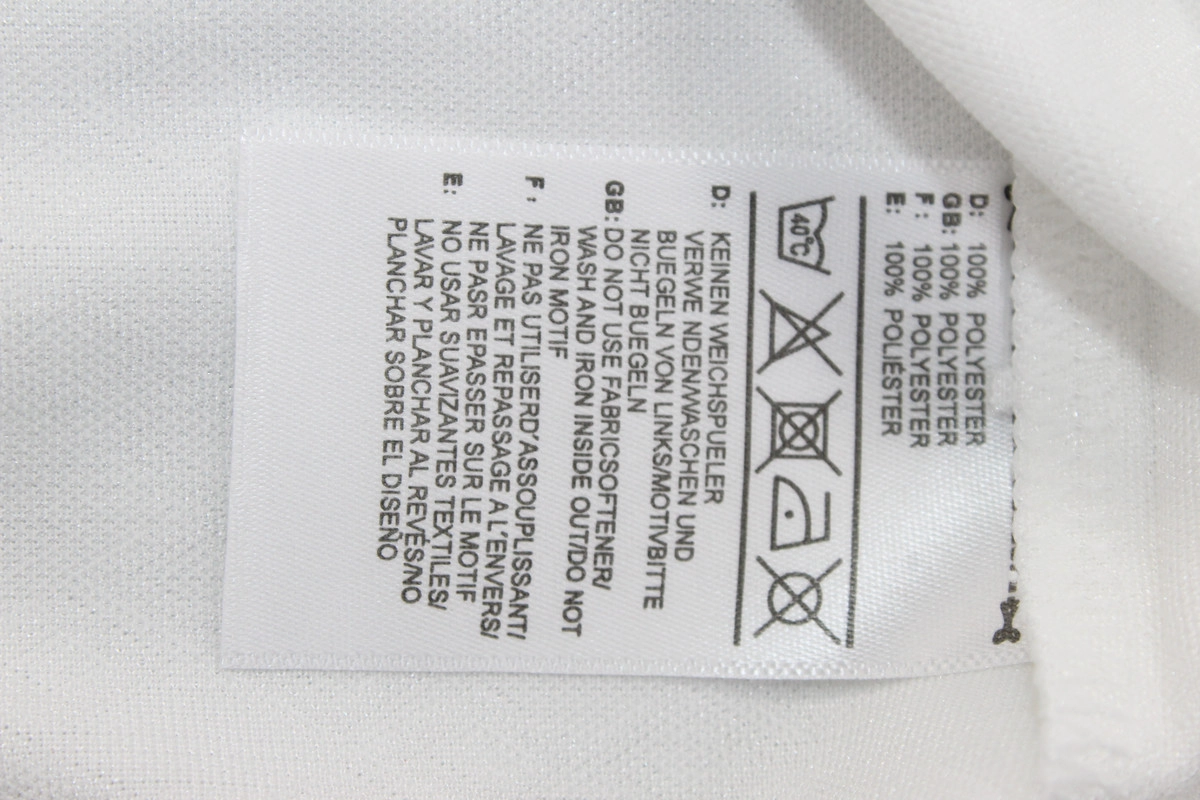 D: 100% POLYESTER
GB: 100% POLYESTER
F: 100% POLYESTER
E: 100% POLIÉSTER
40°C
D: KEINEN WEICHSPUELER
VERWE NDEN/WASCHEN UND
BUEGELN VON LINKS/MOTIVBITTE
NICHT BUEGELN
GB: DO NOT USE FABRICSOFTENER/
WASH AND IRON INSIDE OUT/DO NOT
IRON MOTIF
F: NE PAS UTILISERD'ASSOUPLISSANT/
LAVAGE ET REPASSAGE A L'ENVERS/
NE PASR EPASSER SUR LE MOTIF
E: NO USAR SUAVIZANTES TEXTILES/
LAVAR Y PLANCHAR AL REVÉS/NO
PLANCHAR SOBRE EL DISEÑO